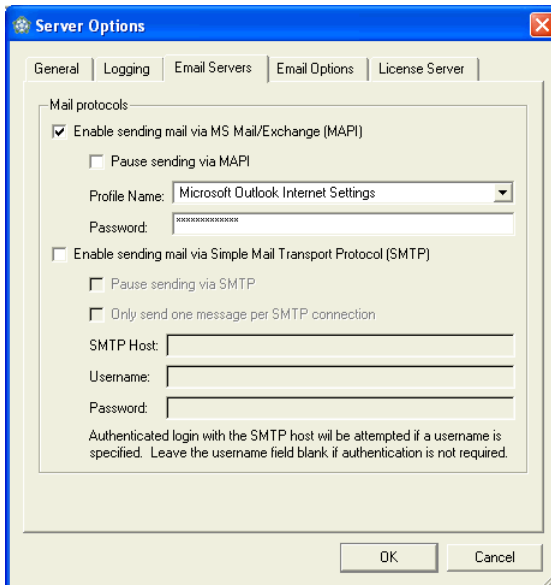 Server Options
General
Logging
Email Servers
Email Options
License Server
Mail protocols
Enable sending mail via MS Mail/Exchange (MAPI)
Pause sending via MAPI
Profile Name: Microsoft Outlook Internet Settings
Password: *************
Enable sending mail via Simple Mail Transport Protocol (SMTP)
Pause sending via SMTP
Only send one message per SMTP connection
SMTP Host:
Username:
Password:
Authenticated login with the SMTP host wil be attempted if a username is
specified. Leave the username field blank if authentication is not required.
OK
Cancel